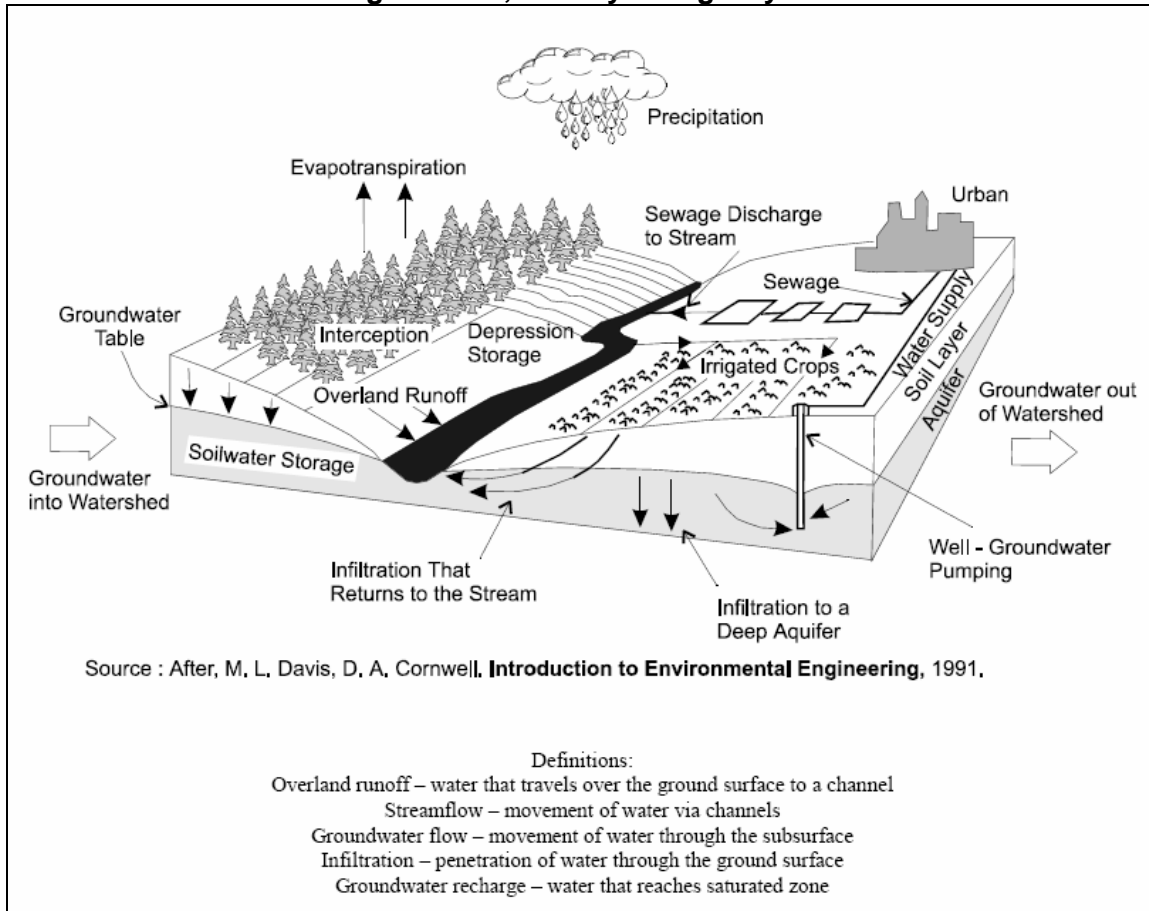 Precipitation
Evapotranspiration
Urban
Sewage Discharge
to Stream
Sewage
Groundwater
Table
Interception
Depression
Storage
Water Supply
Soil Layer
Aquifer
Irrigated Crops
Overland Runoff
Groundwater out
of Watershed
Soilwater Storage
Groundwater
into Watershed
Well - Groundwater
Pumping
Infiltration That
Returns to the Stream
Infiltration to a
Deep Aquifer
Source : After, M. L. Davis, D. A. Cornwell. Introduction to Environmental Engineering, 1991.
Definitions:
Overland runoff – water that travels over the ground surface to a channel
Streamflow – movement of water via channels
Groundwater flow – movement of water through the subsurface
Infiltration – penetration of water through the ground surface
Groundwater recharge – water that reaches saturated zone